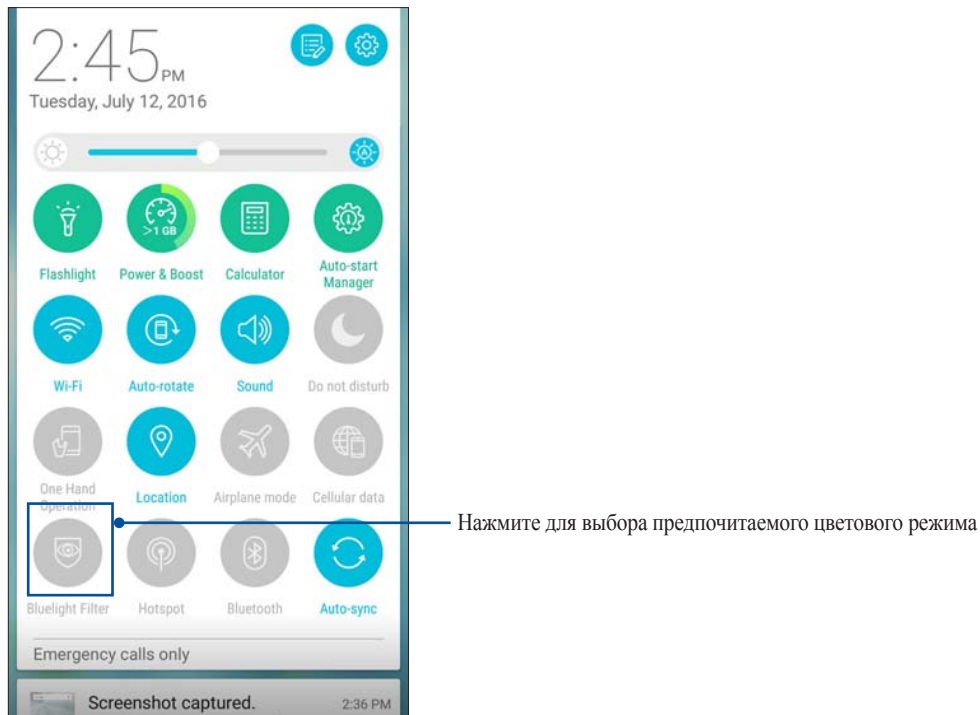 2:45 PM
Tuesday, July 12, 2016
A
>1 GB
Flashlight
Power & Boost
Calculator
Auto-start
Manager
Wi-Fi
Auto-rotate
Sound
Do not disturb
One Hand
Operation
Location
Airplane mode
Cellular data
Нажмите для выбора предпочитаемого цветового режима
Bluelight Filter
Hotspot
Bluetooth
Auto-sync
Emergency calls only
Screenshot captured.
2:36 PM